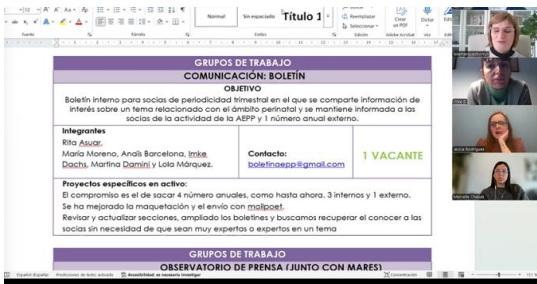 Normal
Sin espaciado
Título 1
Reemplazar
Seleccionar
Crear un PDF
Dictar
Fuente
Párrafo
Estilos
Edición
Adobe Acrobat
Voz
GRUPOS DE TRABAJO
COMUNICACIÓN: BOLETÍN
OBJETIVO
Boletín interno para socias de periodicidad trimestral en el que se comparte información de
interés sobre un tema relacionado con el ámbito perinatal y se mantiene informada a las
socias de la actividad de la AEPP y 1 número anual externo.
Integrantes
Rita Asuar,
María Moreno, Anaïs Barcelona, Imke
Dachs, Martina Damini y Lola Márquez.
Contacto:
boletinaepp@gmail.com
1 VACANTE
Proyectos específicos en activo:
El compromiso es el de sacar 4 número anuales, como hasta ahora. 3 internos y 1 externo.
Se ha mejorado la maquetación y el envío con mailpoet.
Revisar y actualizar secciones, ampliado los boletines y buscamos recuperar el conocer a las
socias sin necesidad de que sean muy expertas o expertos en un tema
GRUPOS DE TRABAJO
OBSERVATORIO DE PRENSA (JUNTO CON MARES)
Español (España)
Predicciones de texto: activado
Accesibilidad: es necesario investigar
Concentración